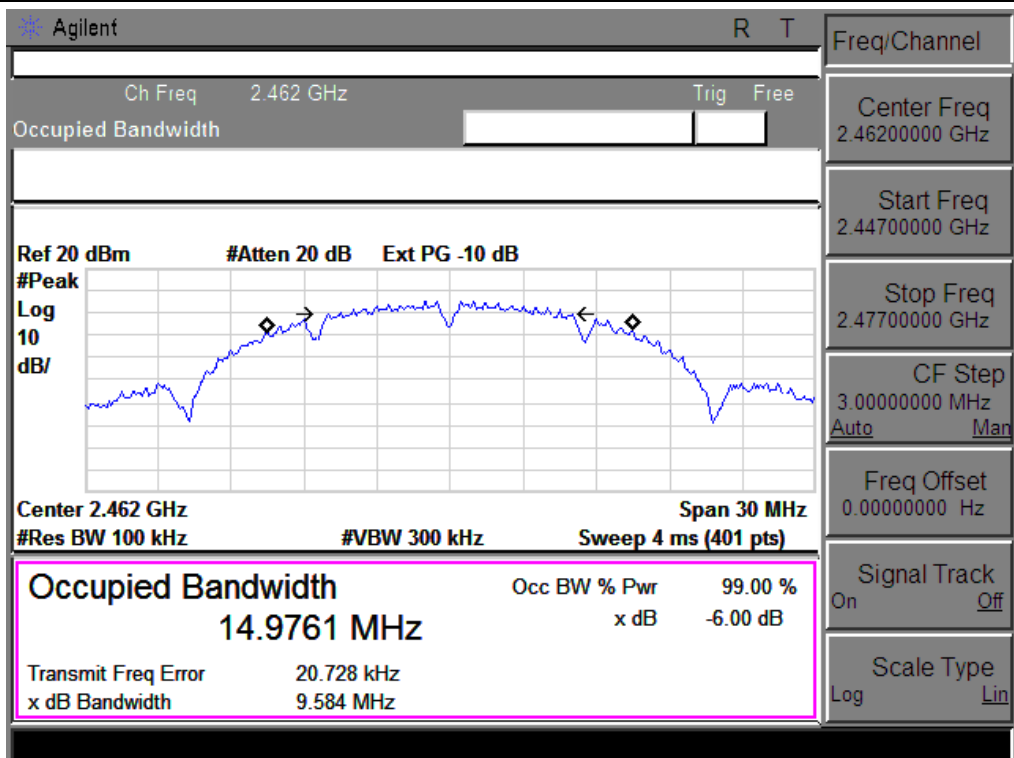 Agilent R T
Ch Freq 2.462 GHz Trig Free
Occupied Bandwidth
Ref 20 dBm #Atten 20 dB Ext PG -10 dB
#Peak
Log
10
dB/
Center 2.462 GHz Span 30 MHz
#Res BW 100 kHz #VBW 300 kHz Sweep 4 ms (401 pts)
Occupied Bandwidth Occ BW % Pwr 99.00 %
14.9761 MHz x dB -6.00 dB
Transmit Freq Error 20.728 kHz
x dB Bandwidth 9.584 MHz
Freq/Channel
Center Freq
2.46200000 GHz
Start Freq
2.44700000 GHz
Stop Freq
2.47700000 GHz
CF Step
3.00000000 MHz
Auto Man
Freq Offset
0.00000000 Hz
Signal Track
On Off
Scale Type
Log Lin